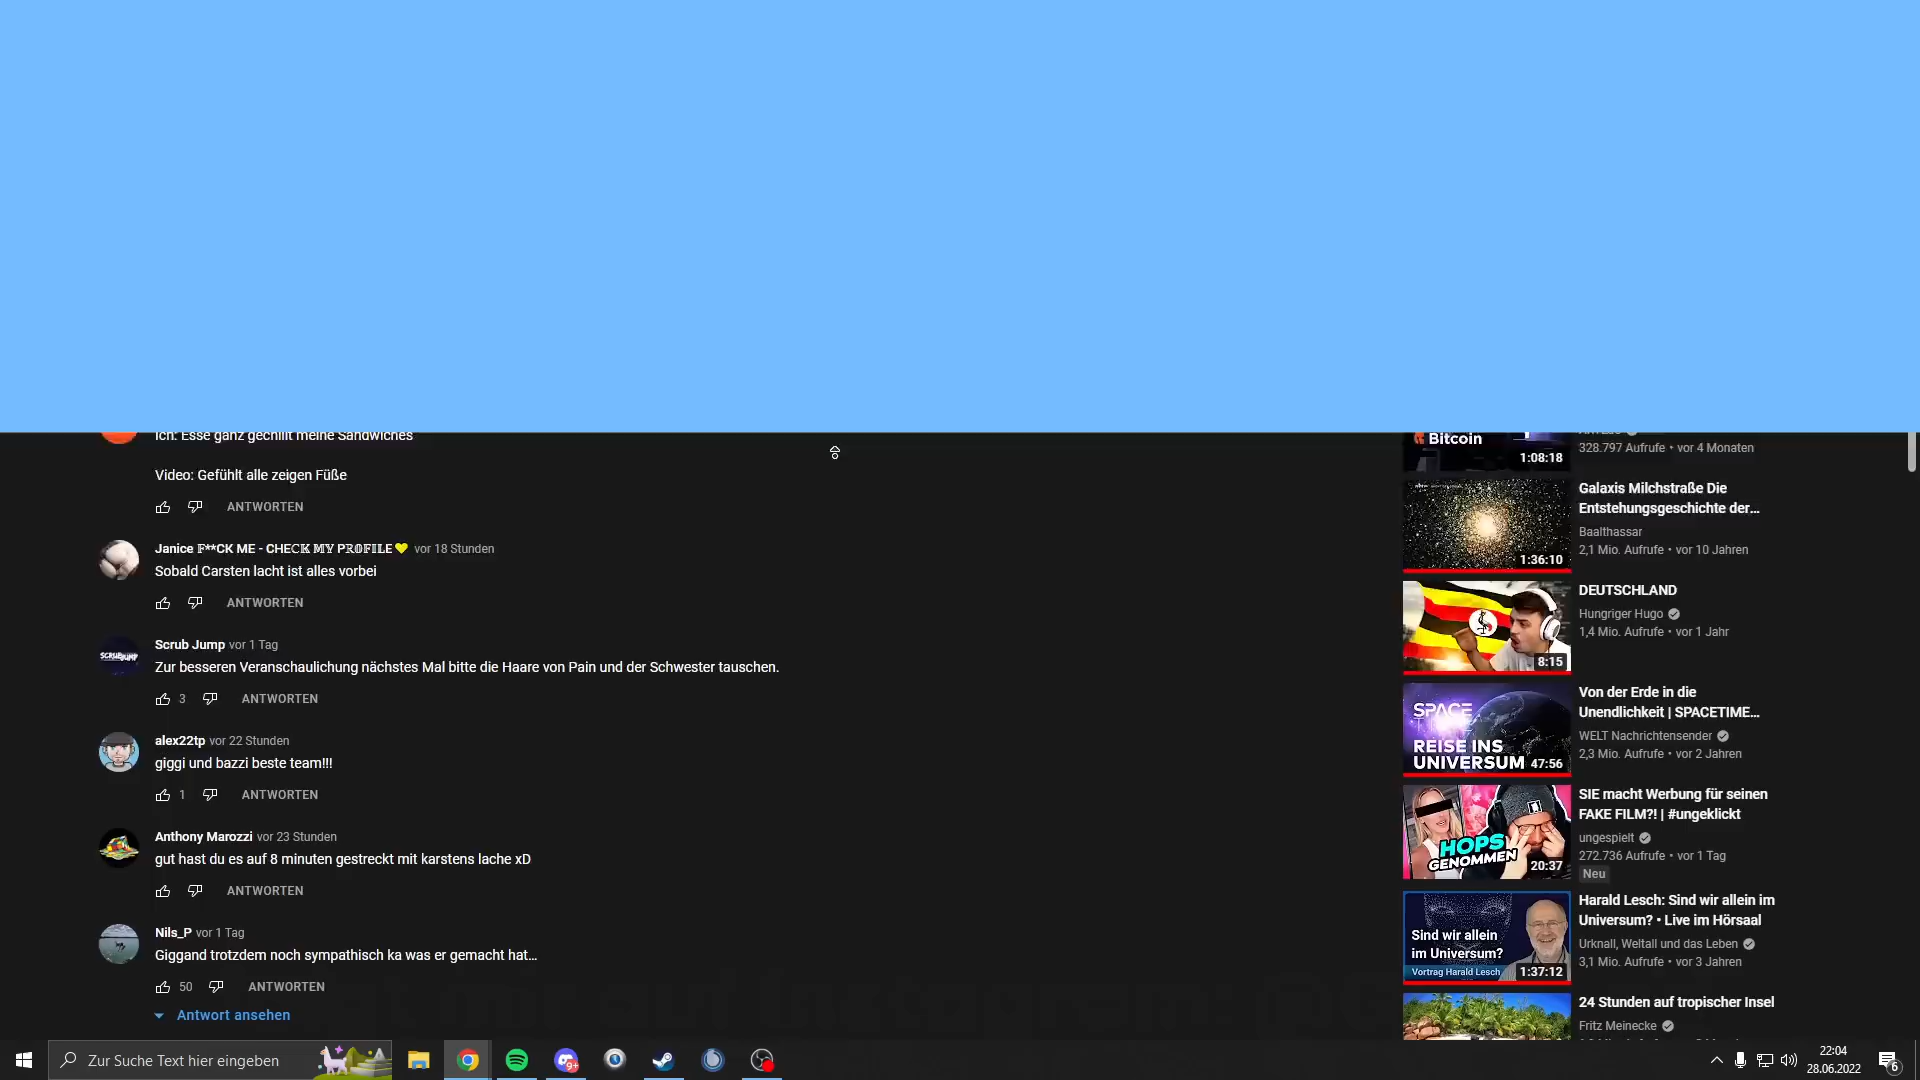 Ich: Esse ganz gechillt meine Sandwiches
Video: Gefühlt alle zeigen Füße
ANTWORTEN
Janice 𝔽**CK ME - CHE𝐂𝕂 𝕄𝕐 P𝐑𝕆𝔽𝕀𝕃E💛 vor 18 Stunden
Sobald Carsten lacht ist alles vorbei
ANTWORTEN
Scrub Jump vor 1 Tag
Zur besseren Veranschaulichung nächstes Mal bitte die Haare von Pain und der Schwester tauschen.
3 ANTWORTEN
alex22tp vor 22 Stunden
giggi und bazzi beste team!!!
1 ANTWORTEN
Anthony Marozzi vor 23 Stunden
gut hast du es auf 8 minuten gestreckt mit karstens lache xD
ANTWORTEN
Nils_P vor 1 Tag
Giggand trotzdem noch sympathisch ka was er gemacht hat...
50 ANTWORTEN
Antwort ansehen
SCRUBJUMP
Bitcoin
1:08:18
328.797 Aufrufe • vor 4 Monaten
1:36:10
Galaxis Milchstraße Die
Entstehungsgeschichte der...
Baalthassar
2,1 Mio. Aufrufe • vor 10 Jahren
8:15
DEUTSCHLAND
Hungriger Hugo
1,4 Mio. Aufrufe • vor 1 Jahr
SPACE
TIME
REISE INS
UNIVERSUM
47:56
Von der Erde in die
Unendlichkeit | SPACETIME...
WELT Nachrichtensender
2,3 Mio. Aufrufe • vor 2 Jahren
HOPS
GENOMMEN
20:37
SIE macht Werbung für seinen
FAKE FILM?! | #ungeklickt
ungespielt
272.736 Aufrufe • vor 1 Tag
Neu
Sind wir allein
im Universum?
Vortrag Harald Lesch
1:37:12
Harald Lesch: Sind wir allein im
Universum? • Live im Hörsaal
Urknall, Weltall und das Leben
3,1 Mio. Aufrufe • vor 3 Jahren
24 Stunden auf tropischer Insel
Fritz Meinecke
Zur Suche Text hier eingeben
9+
22:04
28.06.2022
6